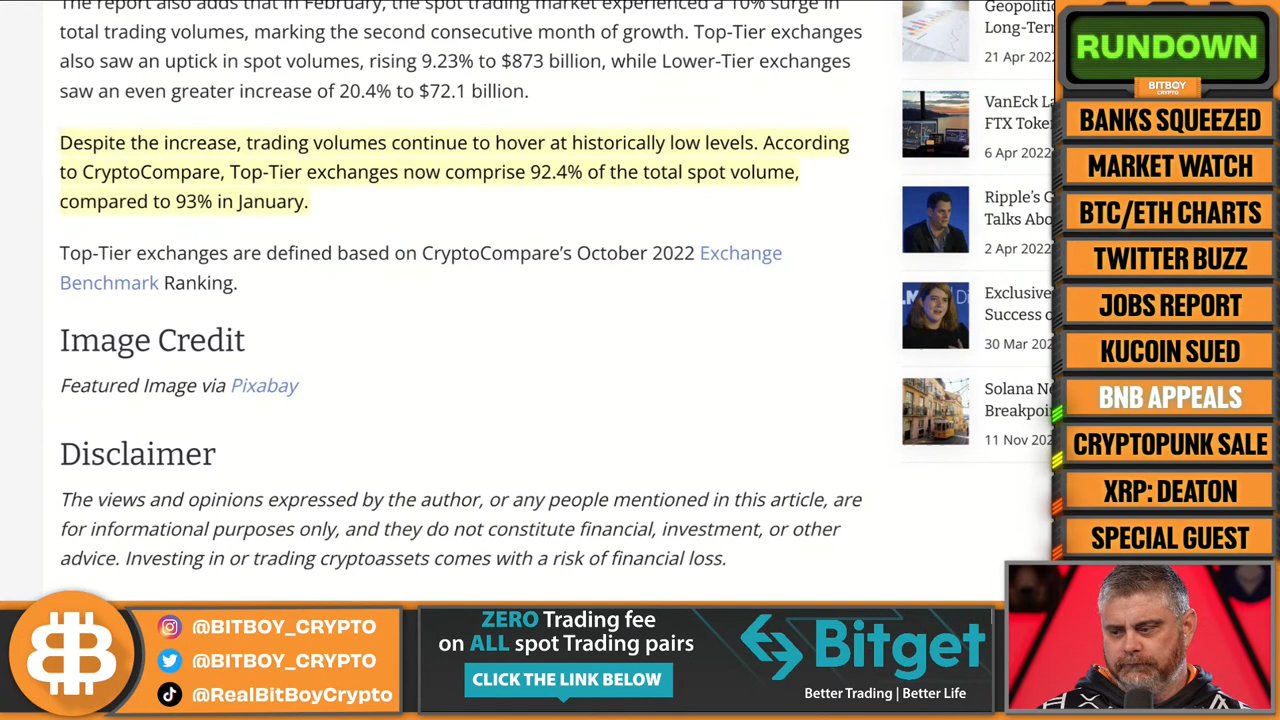 The report also adds that in February, the spot trading market experienced a 10% surge in
total trading volumes, marking the second consecutive month of growth. Top-Tier exchanges
also saw an uptick in spot volumes, rising 9.23% to $873 billion, while Lower-Tier exchanges
saw an even greater increase of 20.4% to $72.1 billion.
Despite the increase, trading volumes continue to hover at historically low levels. According
to CryptoCompare, Top-Tier exchanges now comprise 92.4% of the total spot volume,
compared to 93% in January.
Top-Tier exchanges are defined based on CryptoCompare's October 2022 Exchange
Benchmark Ranking.
Image Credit
Featured Image via Pixabay
Disclaimer
The views and opinions expressed by the author, or any people mentioned in this article, are
for informational purposes only, and they do not constitute financial, investment, or other
advice. Investing in or trading cryptoassets comes with a risk of financial loss.
Geopoliti
Long-Ter
21 Apr 2022
VanEck La
FTX Toke
6 Apr 202
Ripple's G
Talks Abo
2 Apr 2022
Exclusive
Success o
30 Mar 202
Solana Ne
Breakpoi
11 Nov 202
RUNDOWN
BITBOY
CRYPTO
BANKS SQUEEZED
MARKET WATCH
BTC/ETH CHARTS
TWITTER BUZZ
JOBS REPORT
KUCOIN SUED
BNB APPEALS
CRYPTOPUNK SALE
XRP: DEATON
SPECIAL GUEST
@BITBOY_CRYPTO
@BITBOY_CRYPTO
@RealBitBoyCrypto
ZERO Trading fee
on ALL spot Trading pairs
CLICK THE LINK BELOW
Bitget
Better Trading | Better Life